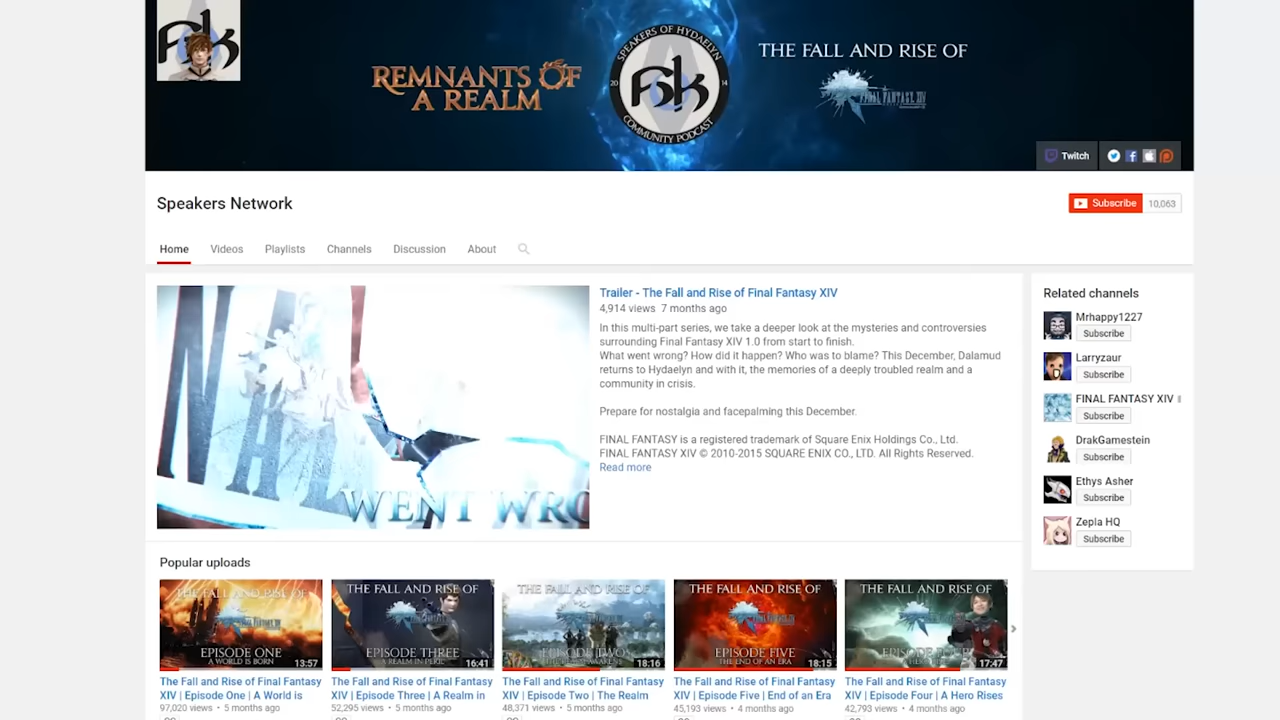 SPEAKERS OF HYDAELYN
20 14
COMMUNITY PODCAST
REMNANTS OF
A REALM
THE FALL AND RISE OF
FINAL FANTASY XIV
Twitch
Speakers Network
Subscribe 10,063
Home Videos Playlists Channels Discussion About
Trailer - The Fall and Rise of Final Fantasy XIV
4,914 views 7 months ago
In this multi-part series, we take a deeper look at the mysteries and controversies
surrounding Final Fantasy XIV 1.0 from start to finish.
What went wrong? How did it happen? Who was to blame? This December, Dalamud
returns to Hydaelyn and with it, the memories of a deeply troubled realm and a
community in crisis.
Prepare for nostalgia and facepalming this December.
FINAL FANTASY is a registered trademark of Square Enix Holdings Co., Ltd.
FINAL FANTASY XIV © 2010-2015 SQUARE ENIX CO., LTD. All Rights Reserved.
Read more
WENT WRO
Related channels
Mrhappy1227
Subscribe
Larryzaur
Subscribe
FINAL FANTASY XIV
Subscribe
DrakGamestein
Subscribe
Ethys Asher
Subscribe
Zepla HQ
Subscribe
Popular uploads
THE FALL AND RISE OF
EPISODE ONE
A WORLD IS BORN
13:57
The Fall and Rise of Final Fantasy
XIV | Episode One | A World is
97,020 views • 5 months ago
THE FALL AND RISE OF
EPISODE THREE
A REALM IN PERIL
16:41
The Fall and Rise of Final Fantasy
XIV | Episode Three | A Realm in
52,295 views • 5 months ago
THE FALL AND RISE OF
EPISODE TWO
18:16
The Fall and Rise of Final Fantasy
XIV | Episode Two | The Realm
48,371 views • 5 months ago
THE FALL AND RISE OF
EPISODE FIVE
THE END OF AN ERA
18:15
The Fall and Rise of Final Fantasy
XIV | Episode Five | End of an Era
45,193 views • 4 months ago
THE FALL AND RISE OF
17:47
The Fall and Rise of Final Fantasy
XIV | Episode Four | A Hero Rises
42,793 views • 4 months ago